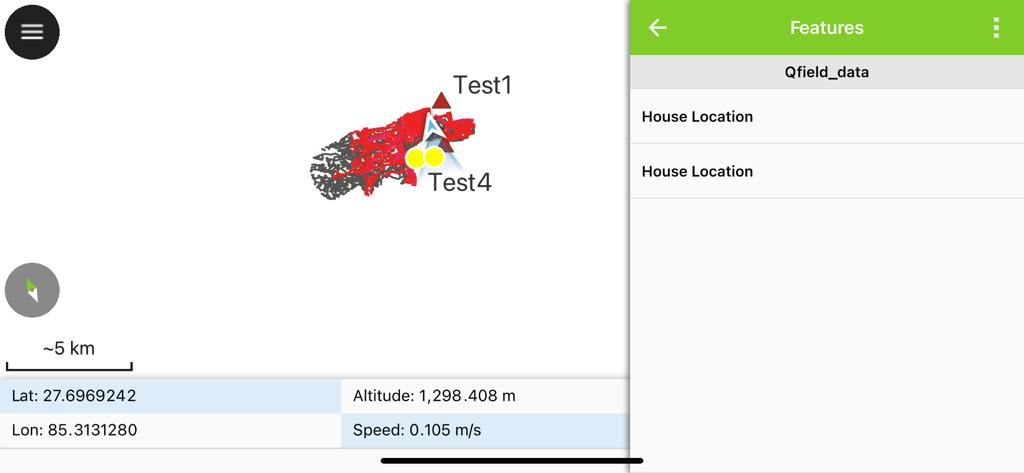 Test1
Test4
~5 km
Lat: 27.6969242
Altitude: 1,298.408 m
Lon: 85.3131280
Speed: 0.105 m/s
Features
Qfield_data
House Location
House Location